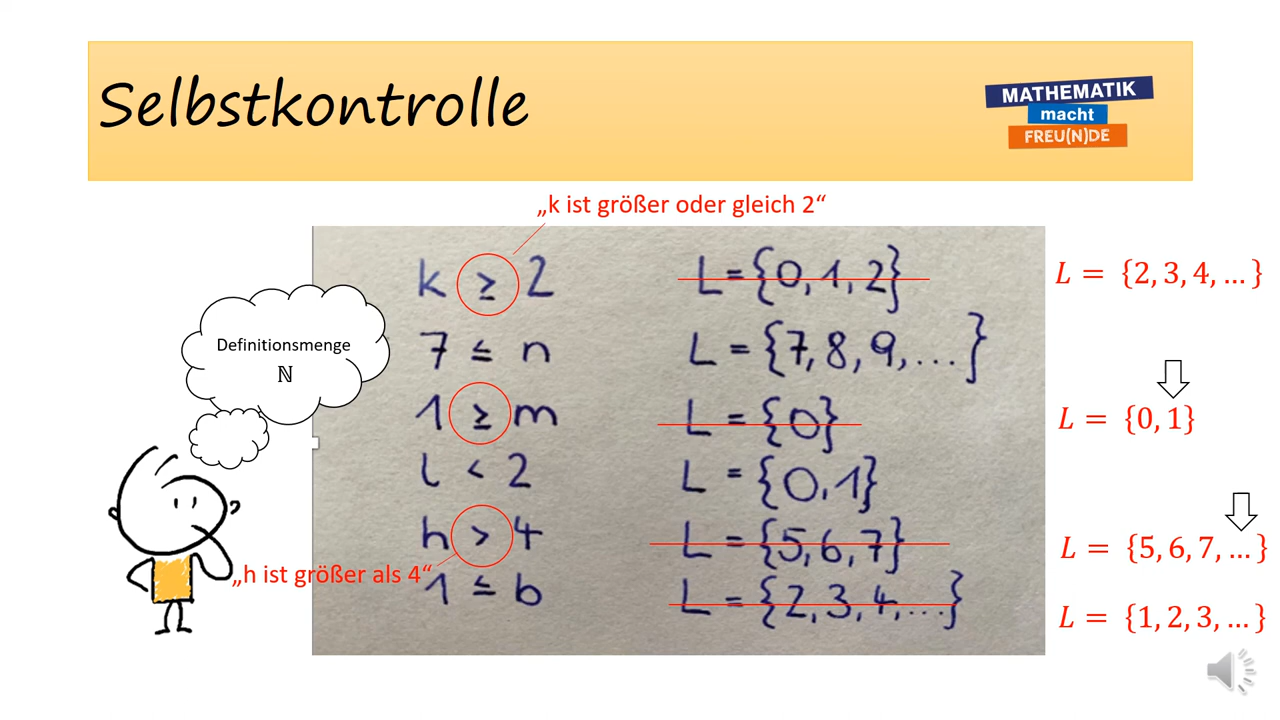 Selbstkontrolle
MATHEMATIK
macht
FREU(N)DE
„k ist größer oder gleich 2“
k ≥ 2 L = {0, 1, 2} L = {2, 3, 4, … }
Definitionsmenge
ℕ
7 ≤ n L = {7, 8, 9, ...}
1 ≥ m L = {0} L = {0, 1}
l < 2 L = {0, 1}
h > 4 L = {5, 6, 7} L = {5, 6, 7, … }
„h ist größer als 4“
1 ≤ b L = {2, 3, 4, ...} L = {1, 2, 3, … }